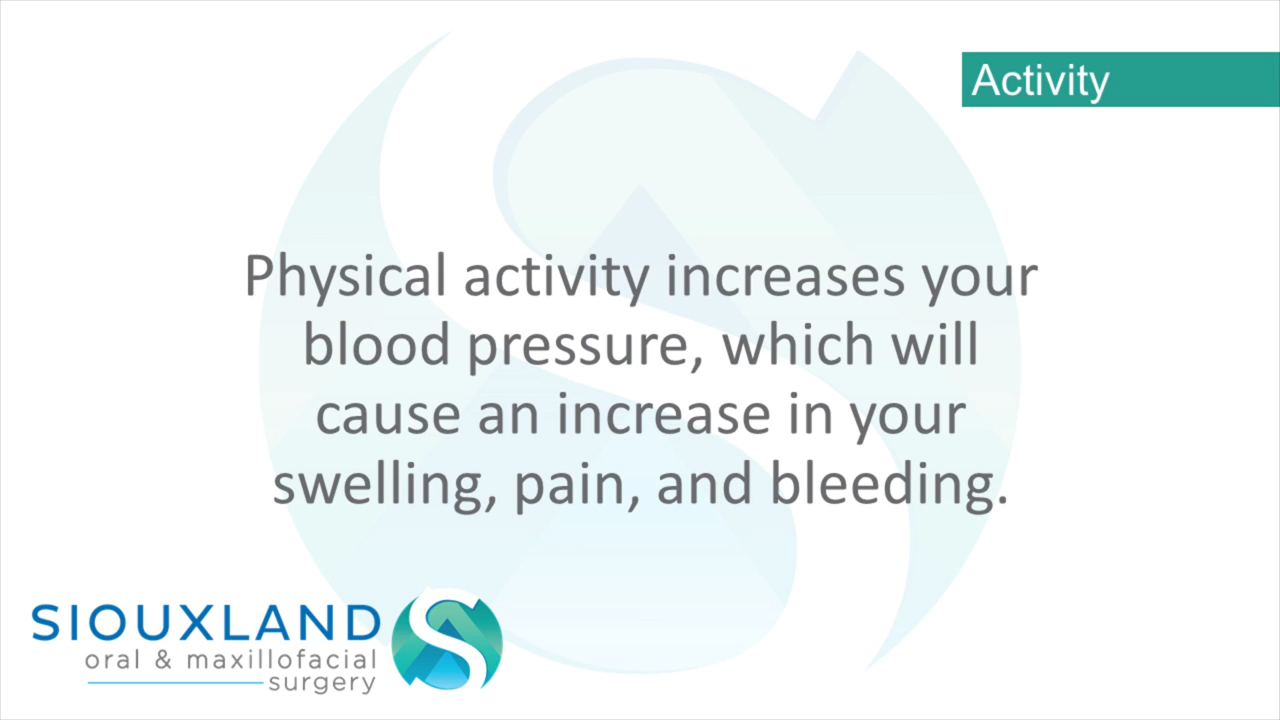 Activity
Physical activity increases your
blood pressure, which will
cause an increase in your
swelling, pain, and bleeding.
SIOUXLAND
oral & maxillofacial
surgery